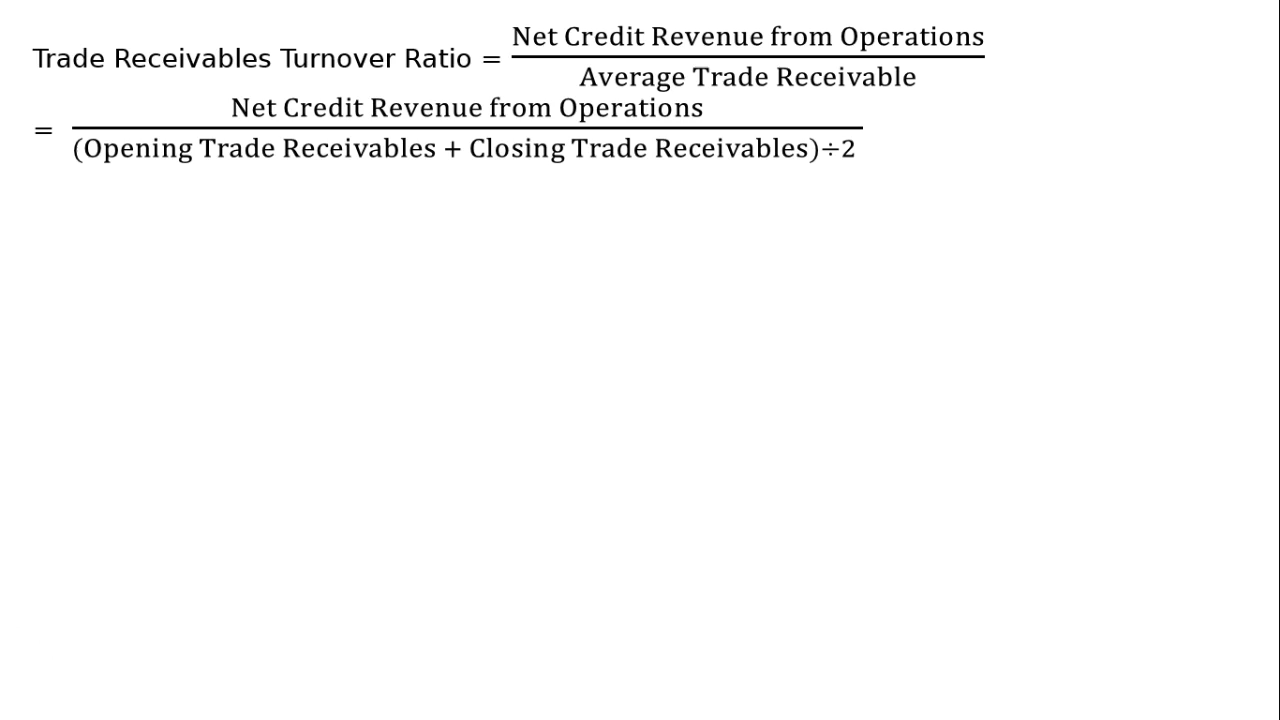 Trade Receivables Turnover Ratio = Net Credit Revenue from Operations / Average Trade Receivable
= Net Credit Revenue from Operations / (Opening Trade Receivables + Closing Trade Receivables)÷2